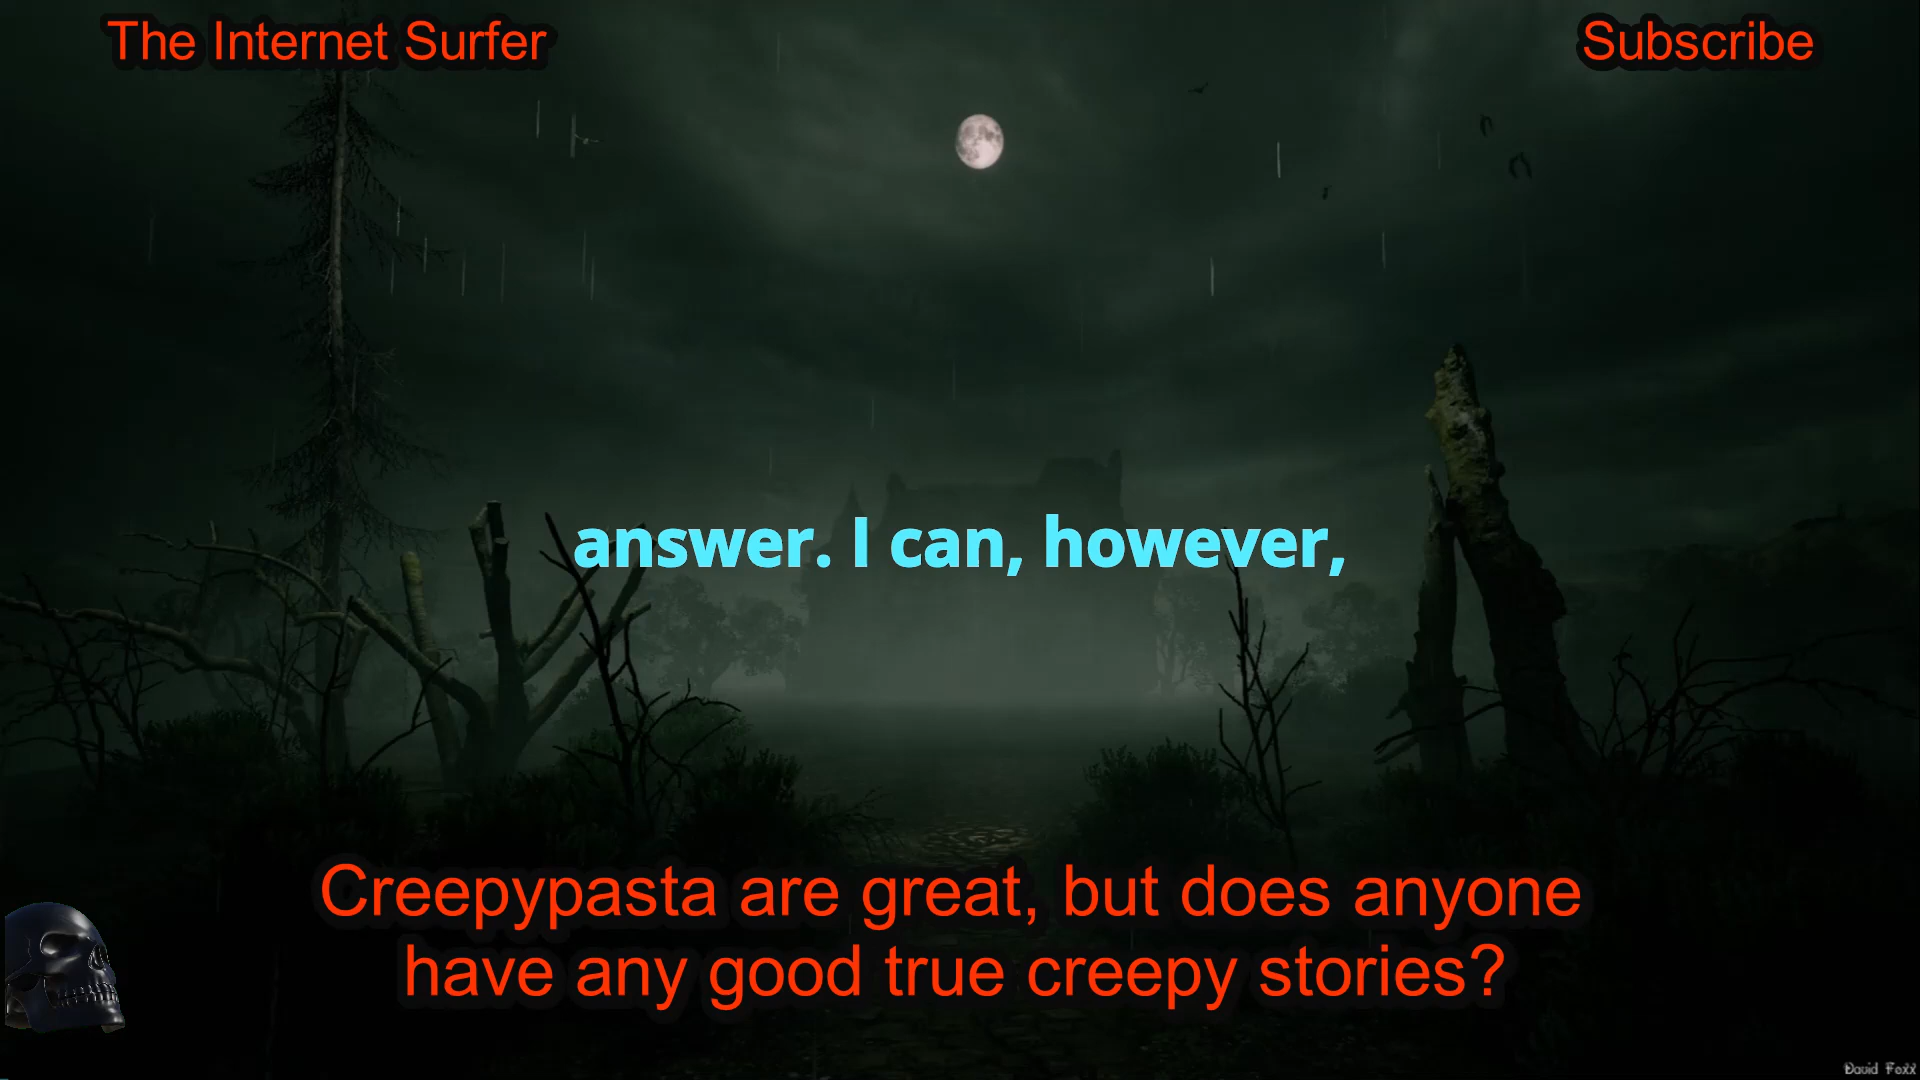 The Internet Surfer
Subscribe
answer. I can, however,
Creepypasta are great, but does anyone
have any good true creepy stories?
David Foxx